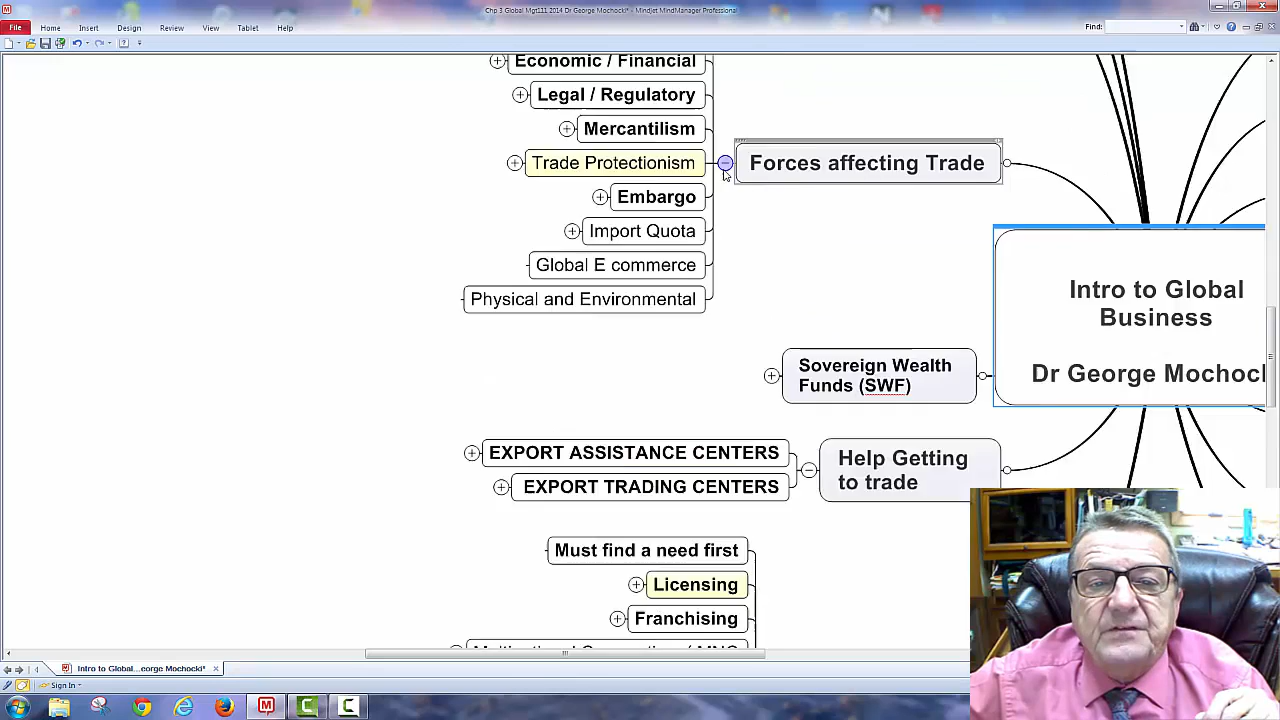 Chp 3 Global Mgt111 2014 Dr George Mochocki* - Mindjet MindManager Professional
File Home Insert Design Review View Tablet Help Find:
Economic / Financial
Legal / Regulatory
Mercantilism
Trade Protectionism
Forces affecting Trade
Embargo
Import Quota
Global E commerce
Physical and Environmental
Intro to Global
Business
Dr George Mochoc
Sovereign Wealth
Funds (SWF)
EXPORT ASSISTANCE CENTERS
EXPORT TRADING CENTERS
Help Getting
to trade
Must find a need first
Licensing
Franchising
Intro to Global...eorge Mochocki*
Sign In